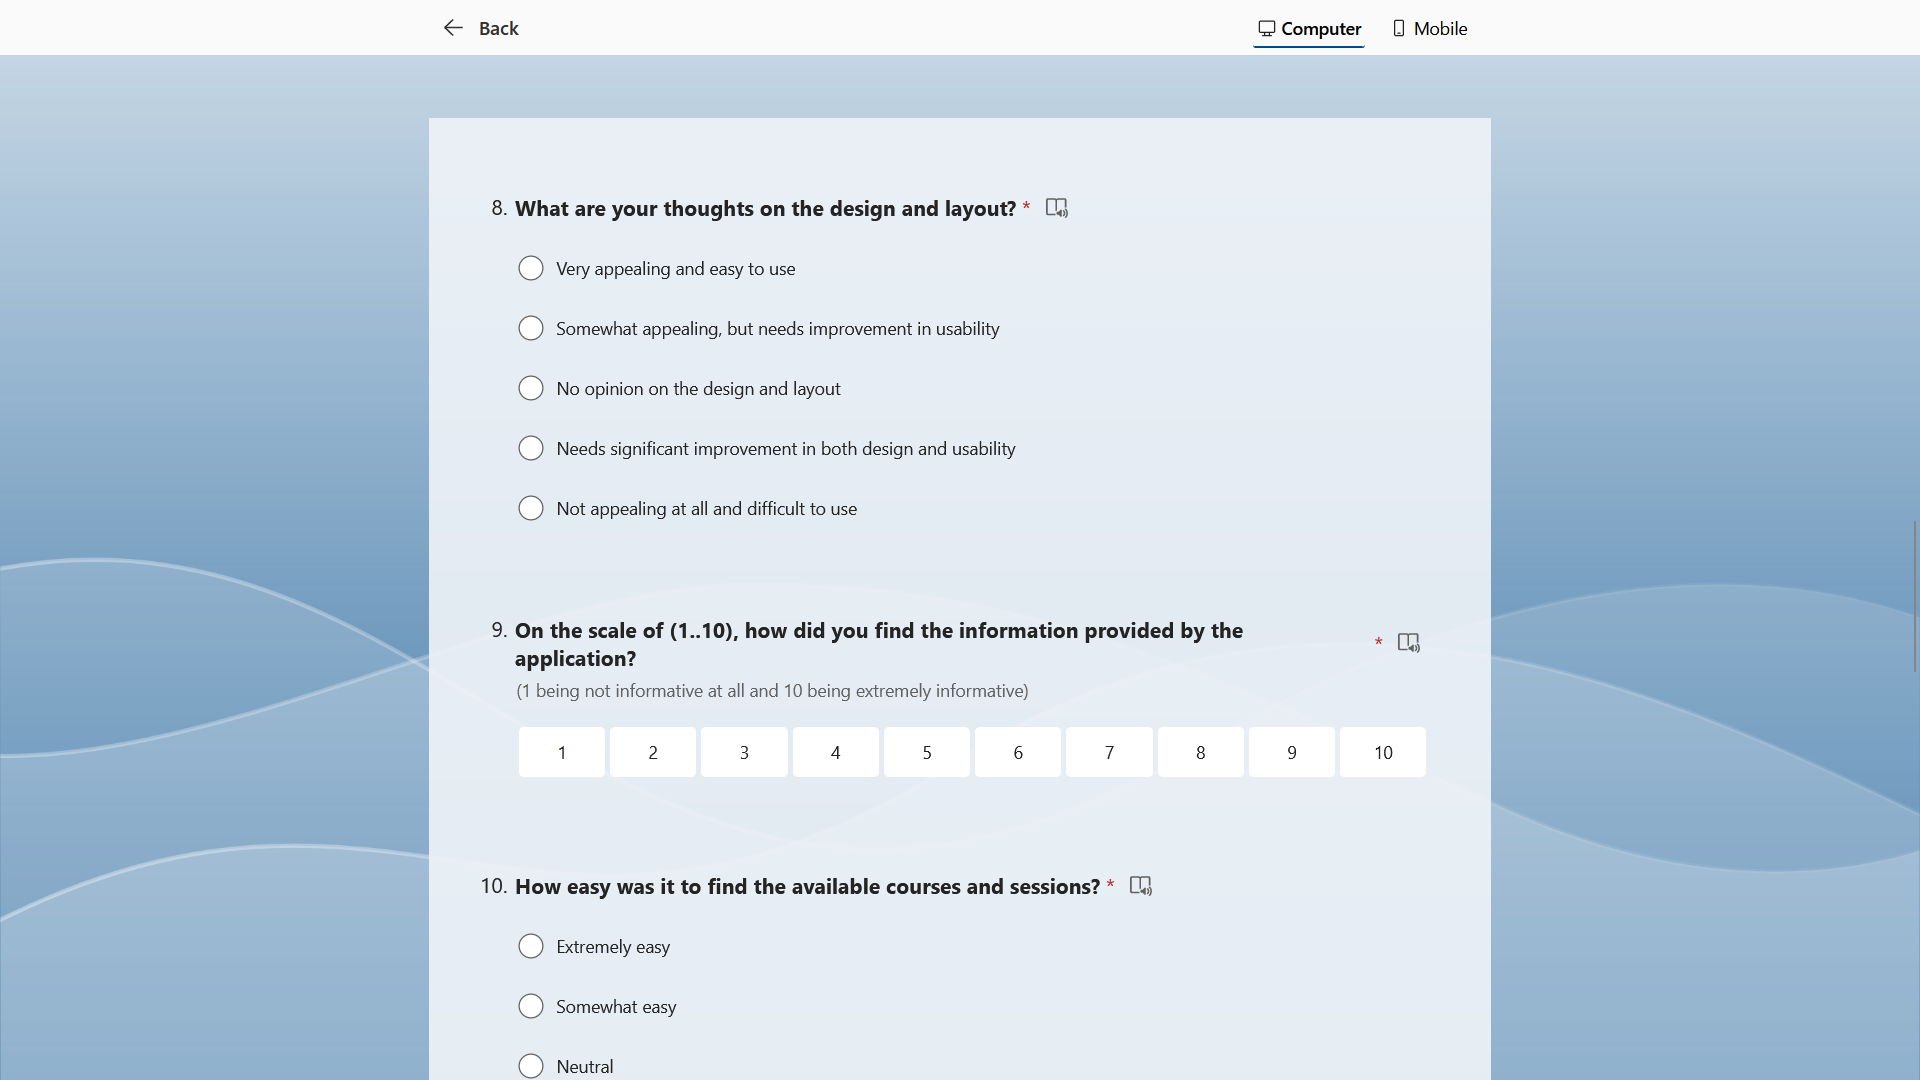 Back
Computer
Mobile
8. What are your thoughts on the design and layout? *
Very appealing and easy to use
Somewhat appealing, but needs improvement in usability
No opinion on the design and layout
Needs significant improvement in both design and usability
Not appealing at all and difficult to use
9. On the scale of (1..10), how did you find the information provided by the
application? *
(1 being not informative at all and 10 being extremely informative)
1 2 3 4 5 6 7 8 9 10
10. How easy was it to find the available courses and sessions? *
Extremely easy
Somewhat easy
Neutral